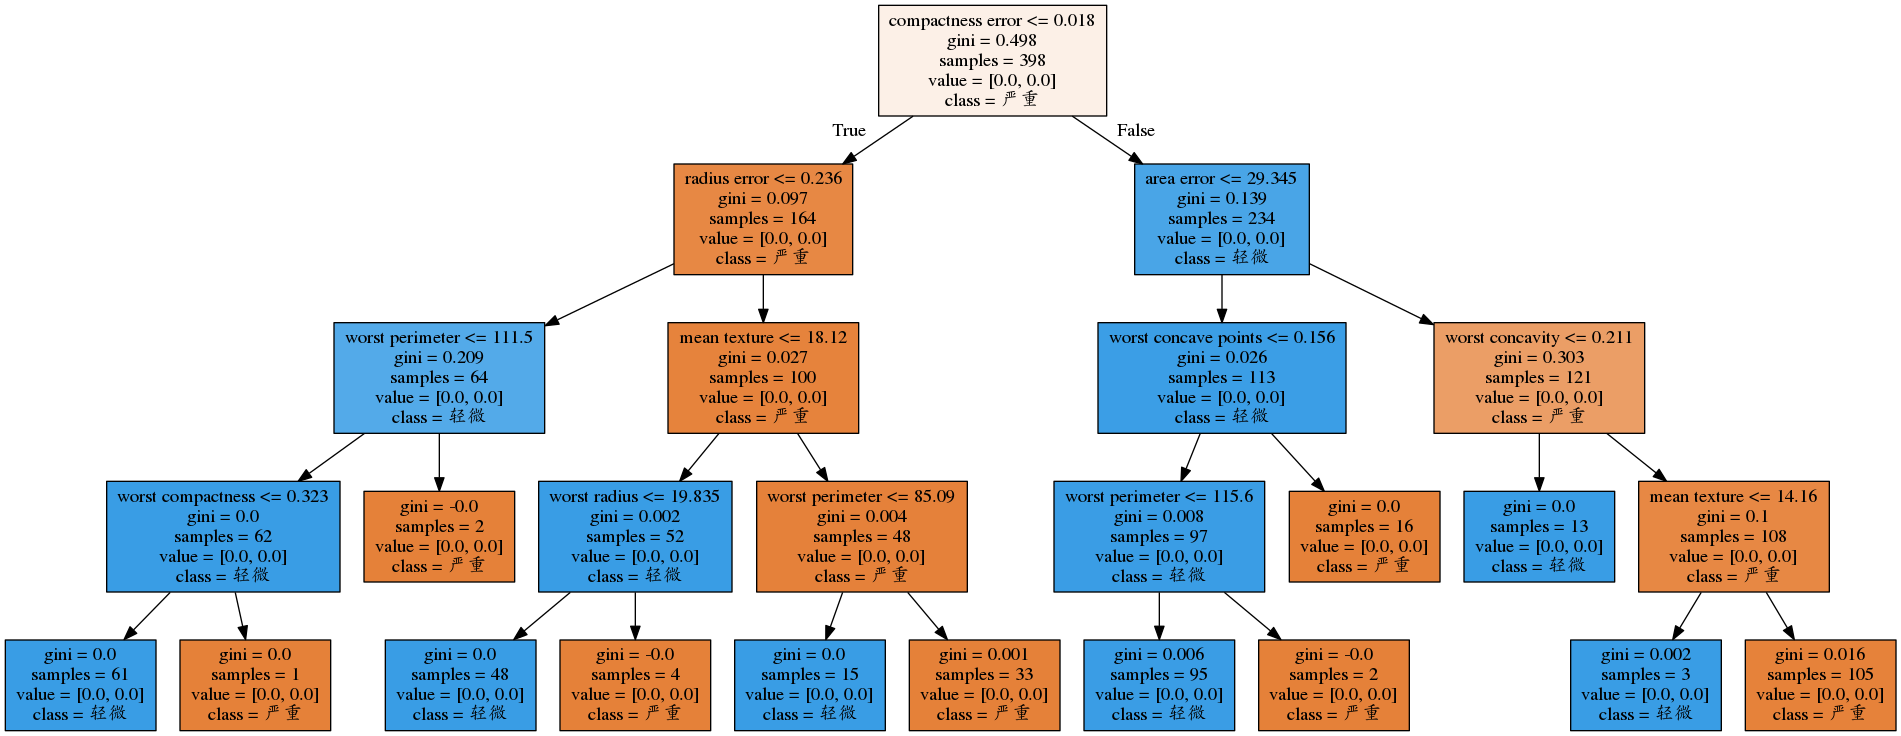 compactness error <= 0.018
gini = 0.498
samples = 398
value = [0.0, 0.0]
class = 严重
True
False
radius error <= 0.236
gini = 0.097
samples = 164
value = [0.0, 0.0]
class = 严重
area error <= 29.345
gini = 0.139
samples = 234
value = [0.0, 0.0]
class = 轻微
worst perimeter <= 111.5
gini = 0.209
samples = 64
value = [0.0, 0.0]
class = 轻微
mean texture <= 18.12
gini = 0.027
samples = 100
value = [0.0, 0.0]
class = 严重
worst concave points <= 0.156
gini = 0.026
samples = 113
value = [0.0, 0.0]
class = 轻微
worst concavity <= 0.211
gini = 0.303
samples = 121
value = [0.0, 0.0]
class = 严重
worst compactness <= 0.323
gini = 0.0
samples = 62
value = [0.0, 0.0]
class = 轻微
gini = -0.0
samples = 2
value = [0.0, 0.0]
class = 严重
worst radius <= 19.835
gini = 0.002
samples = 52
value = [0.0, 0.0]
class = 轻微
worst perimeter <= 85.09
gini = 0.004
samples = 48
value = [0.0, 0.0]
class = 严重
worst perimeter <= 115.6
gini = 0.008
samples = 97
value = [0.0, 0.0]
class = 轻微
gini = 0.0
samples = 16
value = [0.0, 0.0]
class = 严重
gini = 0.0
samples = 13
value = [0.0, 0.0]
class = 轻微
mean texture <= 14.16
gini = 0.1
samples = 108
value = [0.0, 0.0]
class = 严重
gini = 0.0
samples = 61
value = [0.0, 0.0]
class = 轻微
gini = 0.0
samples = 1
value = [0.0, 0.0]
class = 严重
gini = 0.0
samples = 48
value = [0.0, 0.0]
class = 轻微
gini = -0.0
samples = 4
value = [0.0, 0.0]
class = 严重
gini = 0.0
samples = 15
value = [0.0, 0.0]
class = 轻微
gini = 0.001
samples = 33
value = [0.0, 0.0]
class = 严重
gini = 0.006
samples = 95
value = [0.0, 0.0]
class = 轻微
gini = -0.0
samples = 2
value = [0.0, 0.0]
class = 严重
gini = 0.002
samples = 3
value = [0.0, 0.0]
class = 轻微
gini = 0.016
samples = 105
value = [0.0, 0.0]
class = 严重